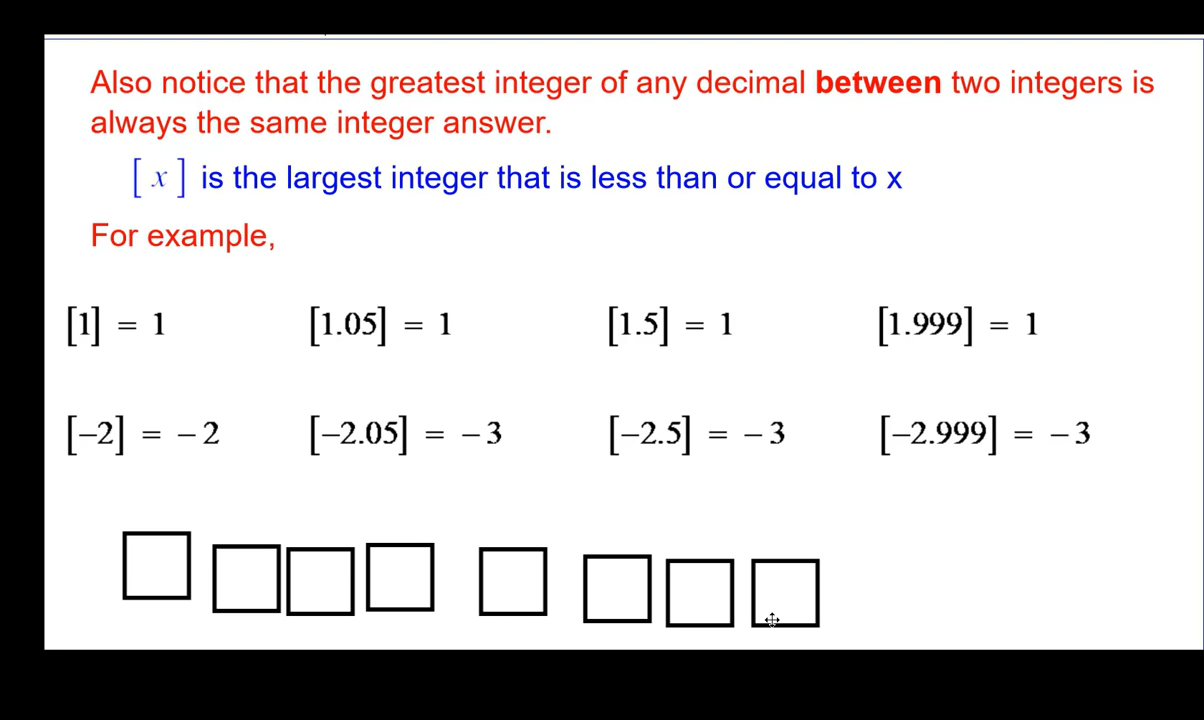 Also notice that the greatest integer of any decimal between two integers is
always the same integer answer.
[ x ] is the largest integer that is less than or equal to x
For example,
[1] = 1 [1.05] = 1 [1.5] = 1 [1.999] = 1
[–2] = – 2 [–2.05] = – 3 [–2.5] = – 3 [–2.999] = – 3